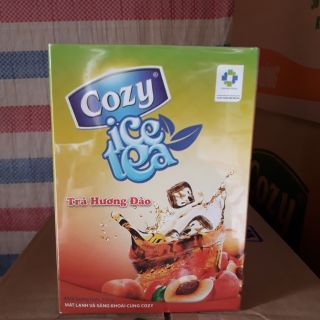 Cozy®
ice
tea
Trà Hương Đào
MÁT LẠNH VÀ SẢNG KHOÁI CÙNG COZY
COZY